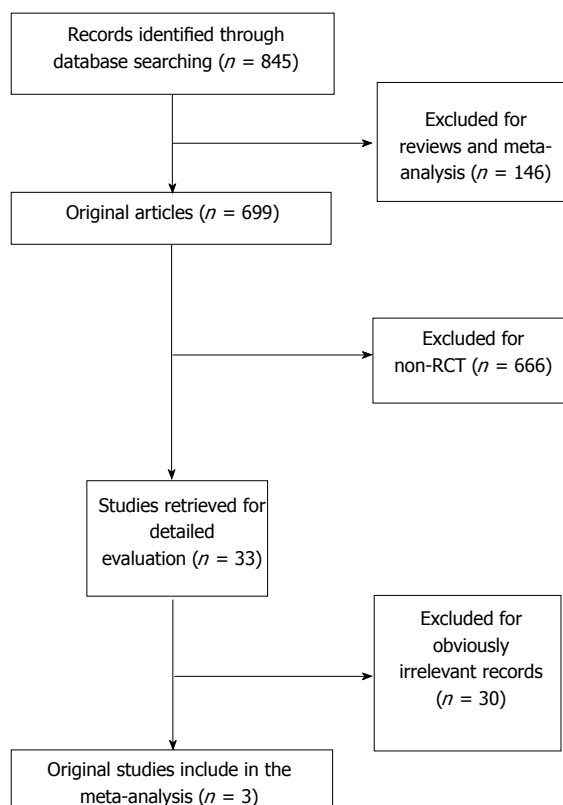 Records identified through
database searching (n = 845)
Excluded for
reviews and meta-
analysis (n = 146)
Original articles (n = 699)
Excluded for
non-RCT (n = 666)
Studies retrieved for
detailed
evaluation (n = 33)
Excluded for
obviously
irrelevant records
(n = 30)
Original studies include in the
meta-analysis (n = 3)